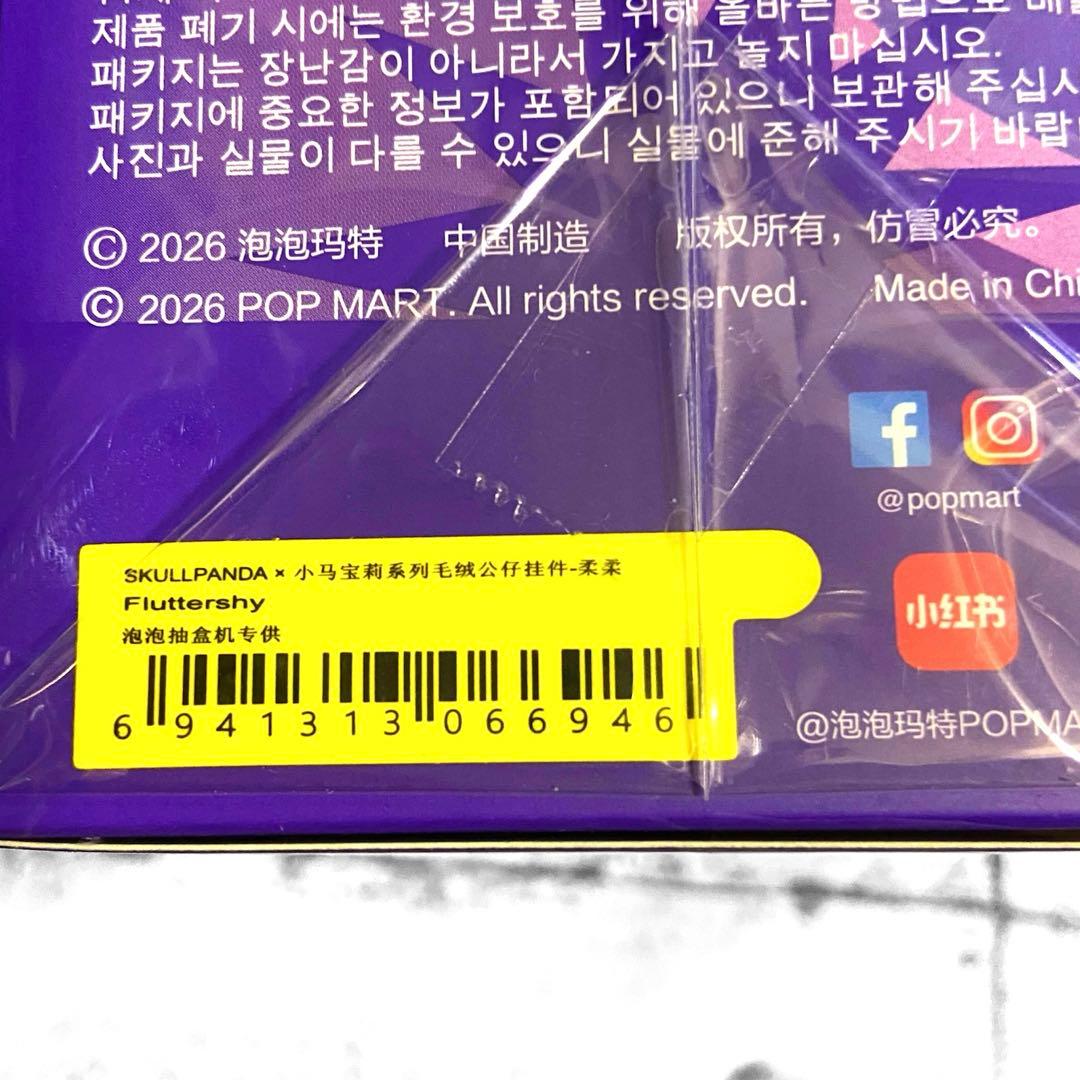 제품 폐기 시에는 환경 보호를 위해 올바른 방법으로
패키지는 장난감이 아니라서 가지고 놀지 마십시오.
패키지에 중요한 정보가 포함되어 있으니 보관해 주십시
사진과 실물이 다를 수 있으니 실물에 준해 주시기 바랍
© 2026 泡泡玛特 中国制造 版权所有，仿冒必究。
© 2026 POP MART. All rights reserved. Made in Chi
@popmart
SKULLPANDA × 小马宝莉系列毛绒公仔挂件-柔柔
Fluttershy
泡泡抽盒机专供
6 941313 066946
小红书
@泡泡玛特POPMA